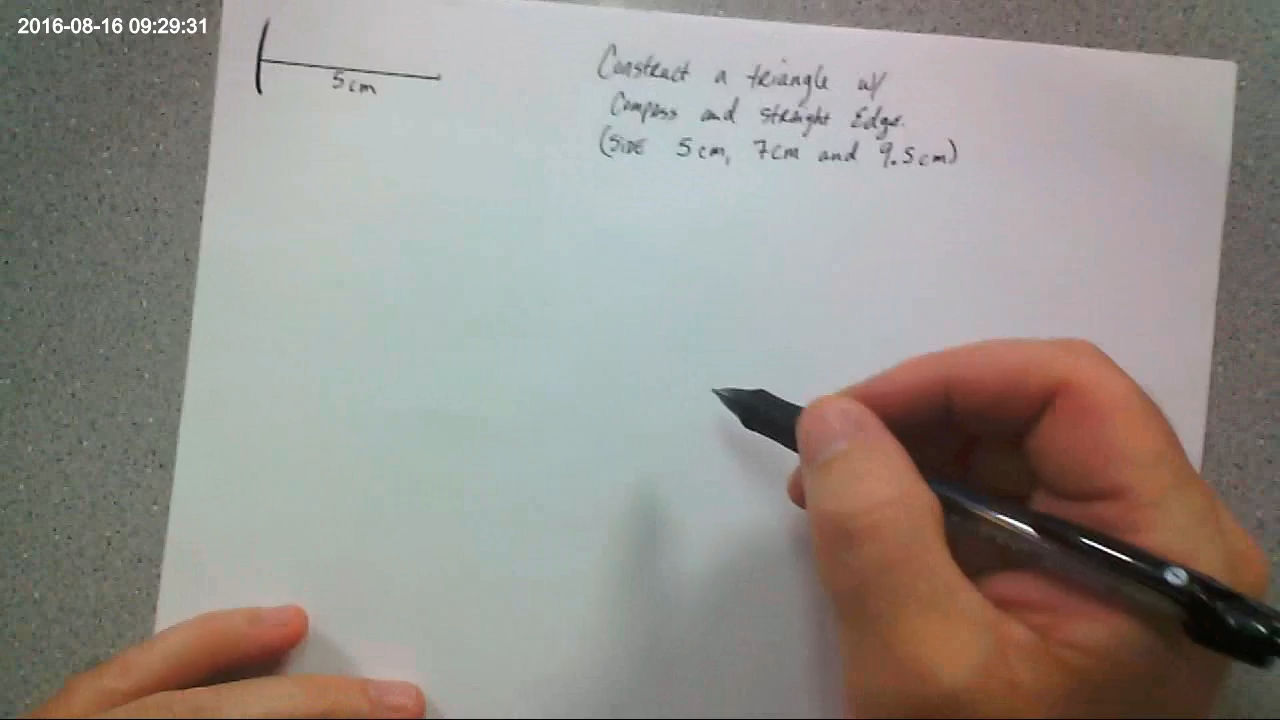 2016-08-16 09:29:31
5cm
Construct a triangle w/
Compass and straight Edge.
(SIDE 5cm, 7cm and 9.5cm)